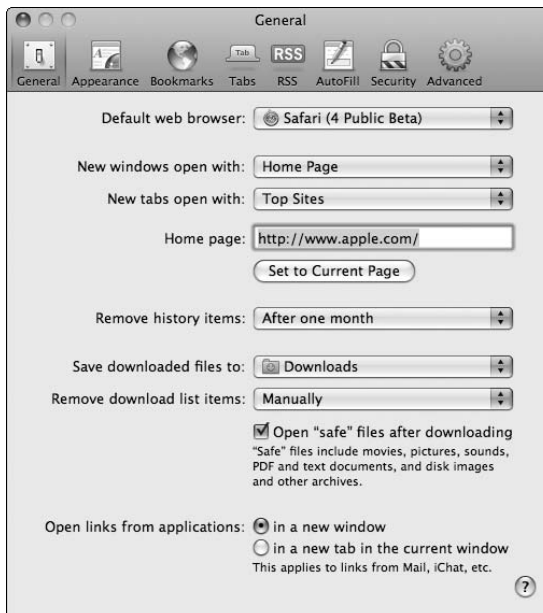 General
Tab
RSS
General Appearance Bookmarks Tabs RSS AutoFill Security Advanced
Default web browser: Safari (4 Public Beta)
New windows open with: Home Page
New tabs open with: Top Sites
Home page: http://www.apple.com/
Set to Current Page
Remove history items: After one month
Save downloaded files to: Downloads
Remove download list items: Manually
Open “safe” files after downloading
“Safe” files include movies, pictures, sounds,
PDF and text documents, and disk images
and other archives.
Open links from applications: in a new window
in a new tab in the current window
This applies to links from Mail, iChat, etc.
?